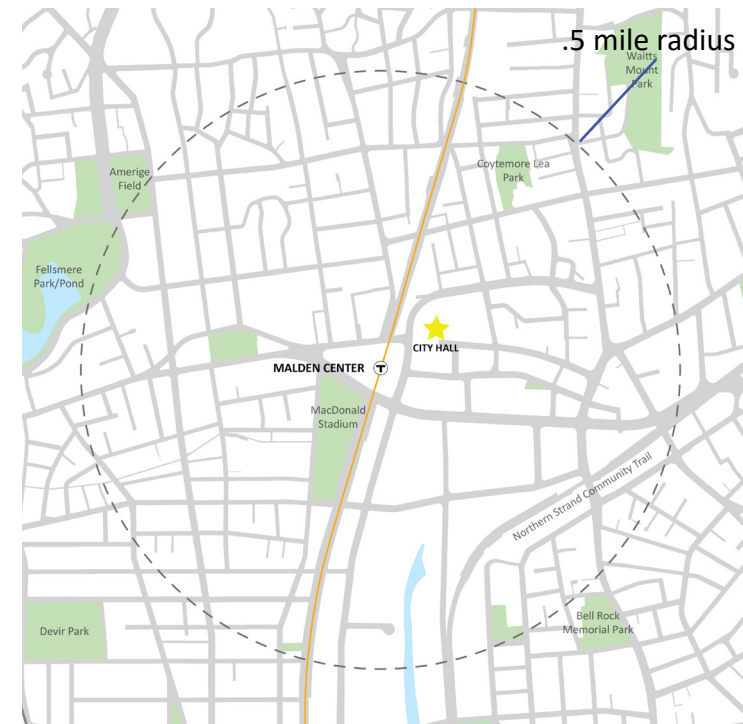 .5 mile radius
Waitts
Mount
Park
Coytemore Lea
Park
Amerige
Field
Fellsmere
Park/Pond
CITY HALL
MALDEN CENTER
T
MacDonald
Stadium
Northern Strand Community Trail
Bell Rock
Memorial Park
Devir Park